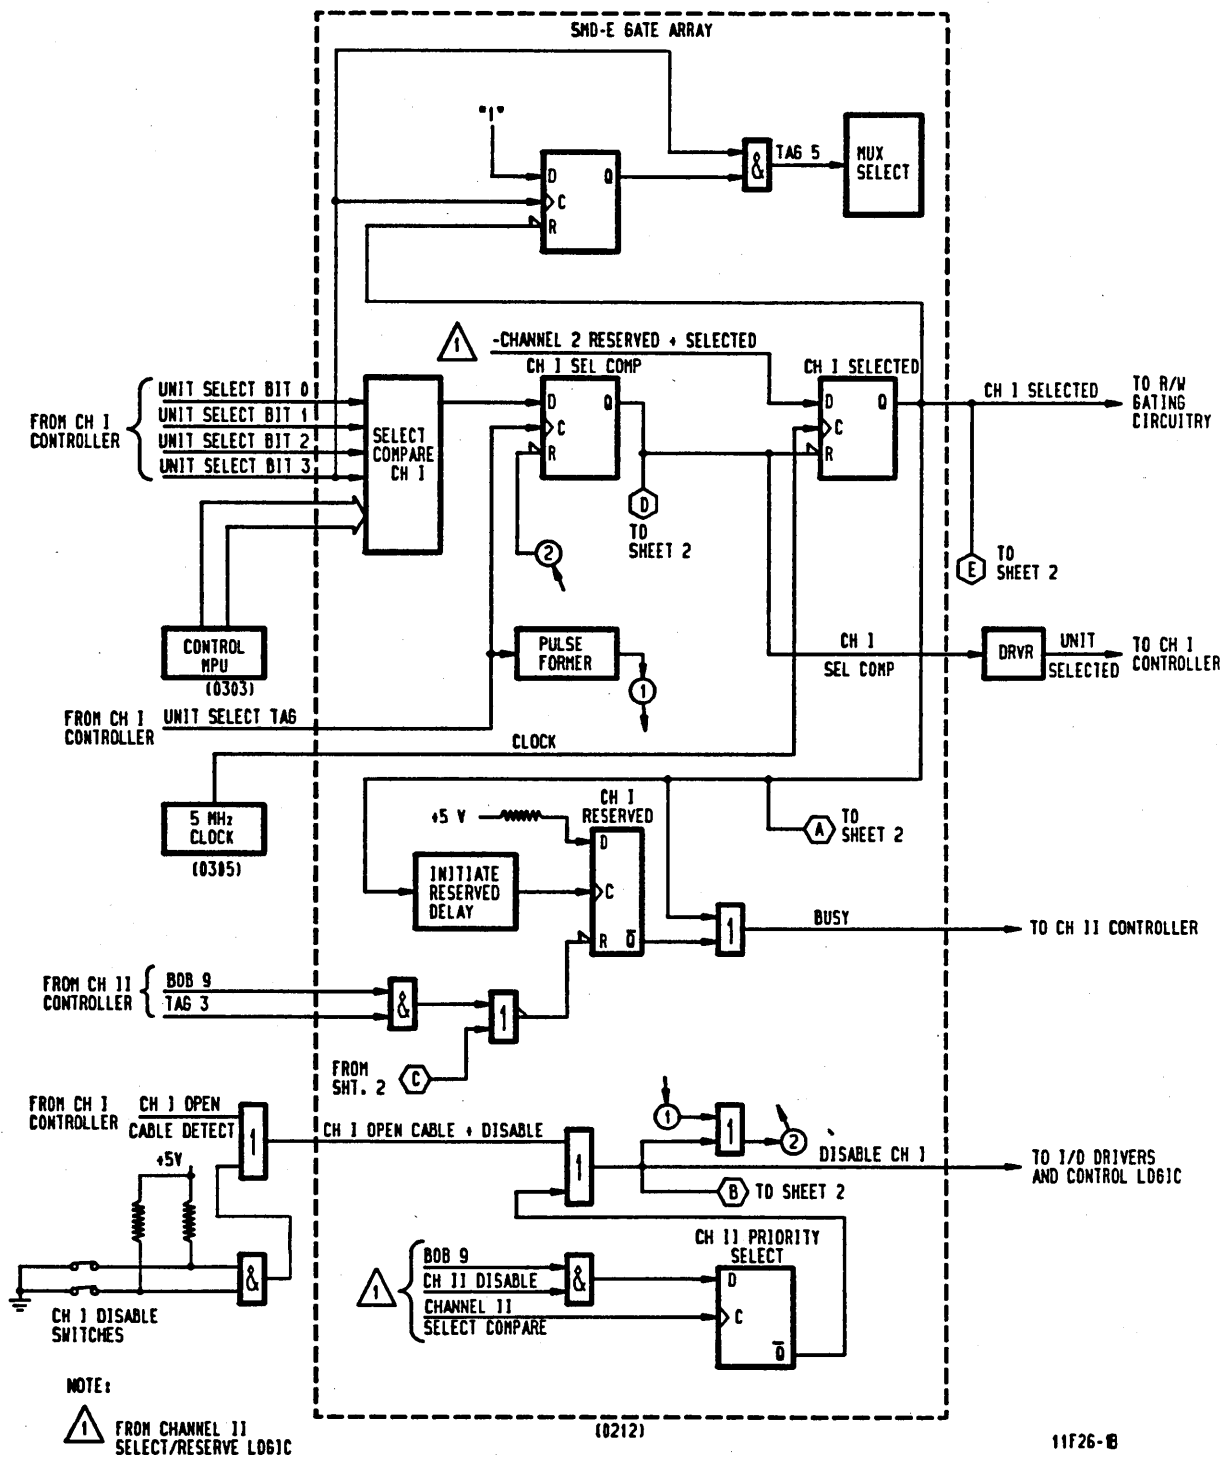 SMD-E GATE ARRAY
"1"
D
Q
C
R
&
TAG 5
MUX
SELECT
1
-CHANNEL 2 RESERVED + SELECTED
CH I SEL COMP
CH I SELECTED
FROM CH I
CONTROLLER
UNIT SELECT BIT 0
UNIT SELECT BIT 1
UNIT SELECT BIT 2
UNIT SELECT BIT 3
SELECT
COMPARE
CH I
D
Q
C
R
D
Q
C
R
CH I SELECTED
TO R/W
GATING
CIRCUITRY
D
TO
SHEET 2
2
E
TO
SHEET 2
CONTROL
MPU
(0303)
PULSE
FORMER
1
CH I
SEL COMP
DRVR
UNIT
SELECTED
TO CH I
CONTROLLER
FROM CH I
CONTROLLER
UNIT SELECT TAG
CLOCK
5 MHz
CLOCK
(0305)
+5 V
CH I
RESERVED
D
C
R
Q
INITIATE
RESERVED
DELAY
A
TO
SHEET 2
1
BUSY
TO CH II CONTROLLER
FROM CH II
CONTROLLER
BOB 9
TAG 3
&
1
FROM
SHT. 2
C
FROM CH I
CONTROLLER
CH I OPEN
CABLE DETECT
1
CH I OPEN CABLE + DISABLE
1
1
1
2
DISABLE CH I
TO I/O DRIVERS
AND CONTROL LOGIC
B
TO SHEET 2
+5V
&
CH I DISABLE
SWITCHES
1
BOB 9
CH II DISABLE
CHANNEL II
SELECT COMPARE
&
CH II PRIORITY
SELECT
D
C
Q
NOTE:
1
FROM CHANNEL II
SELECT/RESERVE LOGIC
(0212)
11F26-1B